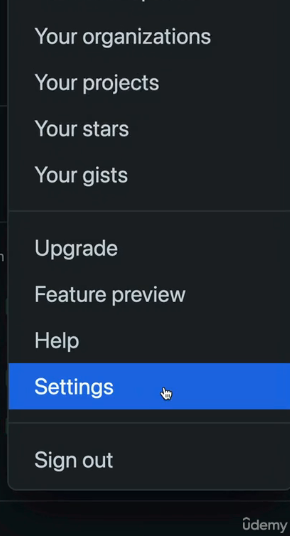 Your organizations
Your projects
Your stars
Your gists
Upgrade
Feature preview
Help
Settings
Sign out
ûdemy